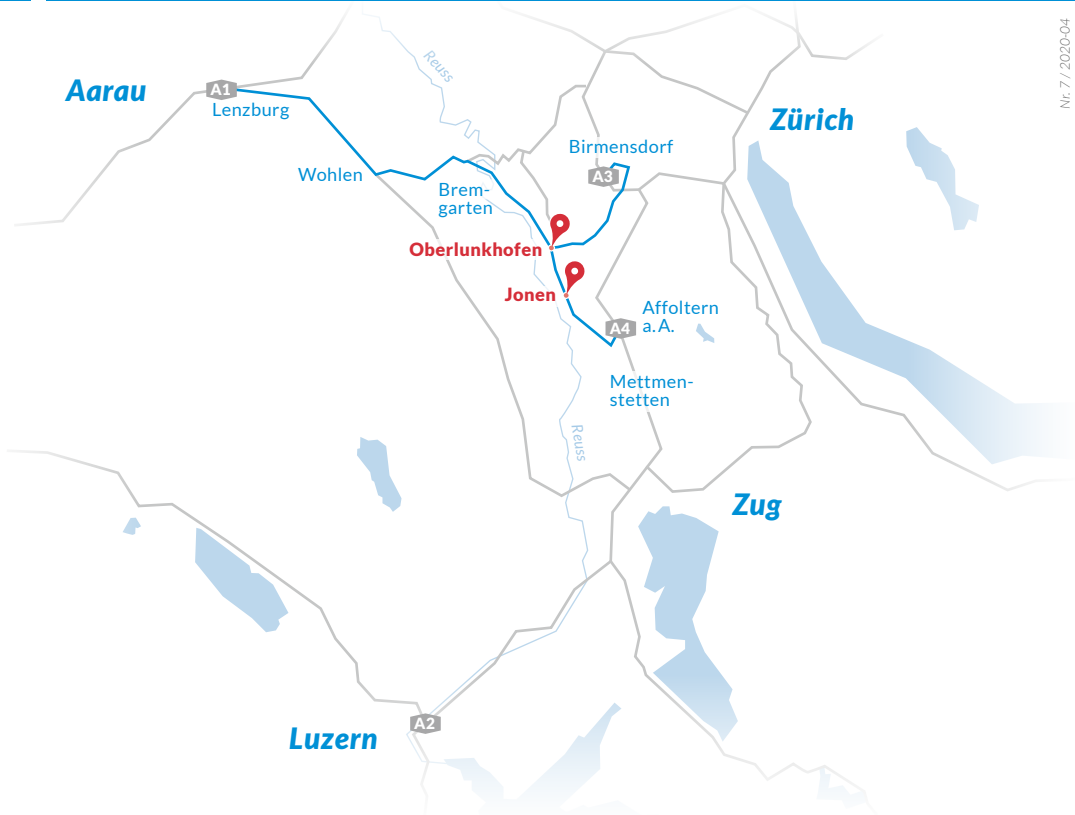 Nr. 7 / 2020-04
Reuss
Aarau
A1
Lenzburg
Zürich
Birmensdorf
A3
Wohlen
Brem-
garten
Oberlunkhofen
Jonen
Affoltern
a. A.
A4
Mettmen-
stetten
Reuss
Zug
A2
Luzern